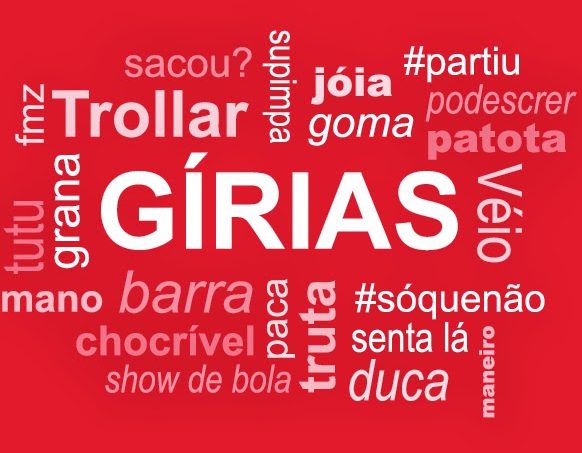 sacou?
supimpa
jóia
#partiu
fmz
Trollar
goma
podescrer
patota
grana
tutu
GÍRIAS
Véio
mano
barra
paca
truta
#sóquenão
chocrível
senta lá
show de bola
duca
maneiro